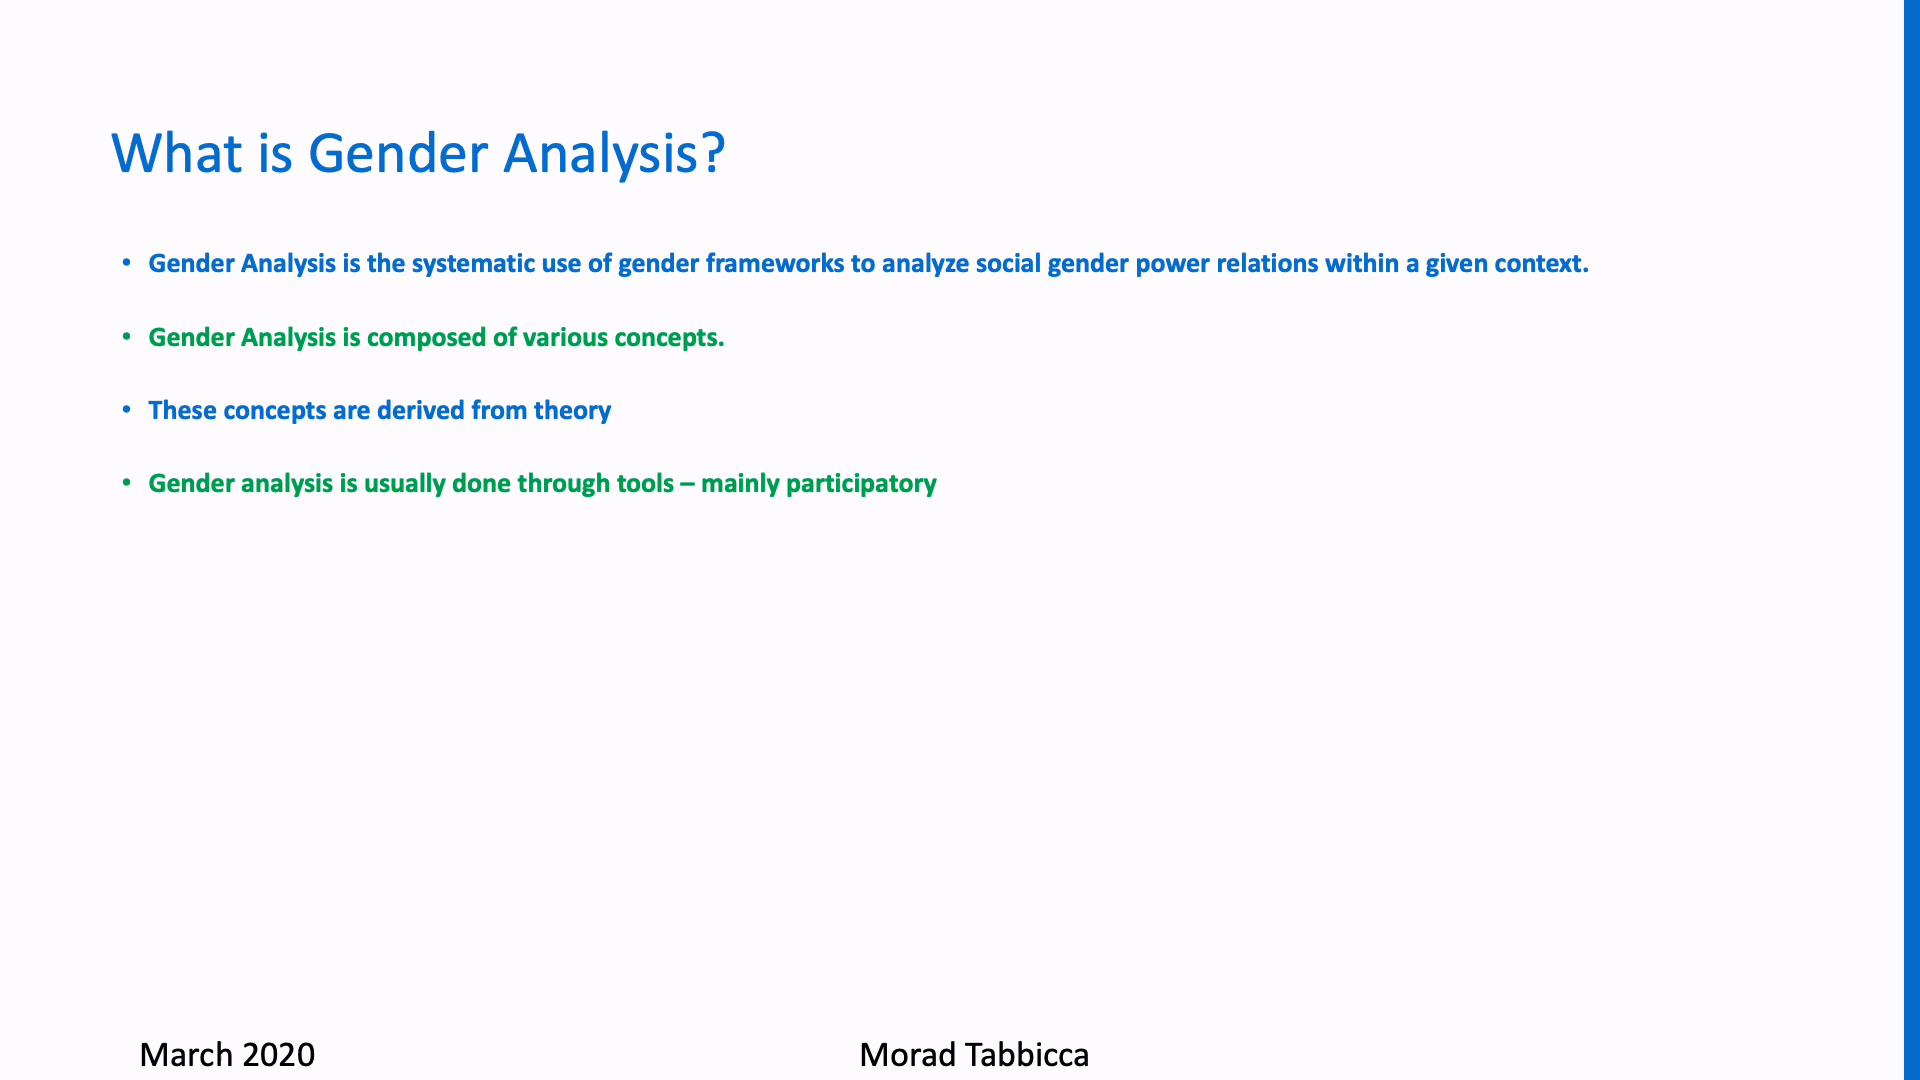 What is Gender Analysis?
• Gender Analysis is the systematic use of gender frameworks to analyze social gender power relations within a given context.
• Gender Analysis is composed of various concepts.
• These concepts are derived from theory
• Gender analysis is usually done through tools – mainly participatory
March 2020
Morad Tabbicca